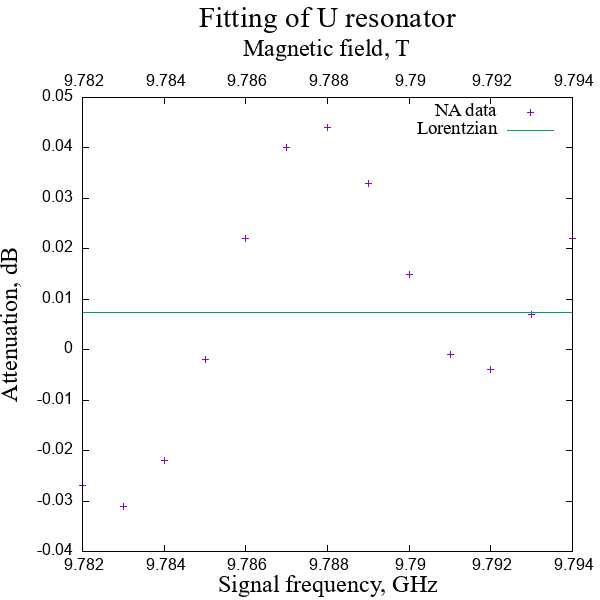 Fitting of U resonator
Magnetic field, T
9.782 9.784 9.786 9.788 9.79 9.792 9.794
0.05
NA data
Lorentzian
0.04
0.03
0.02
0.01
0
-0.01
-0.02
-0.03
-0.04
Attenuation, dB
9.782 9.784 9.786 9.788 9.79 9.792 9.794
Signal frequency, GHz